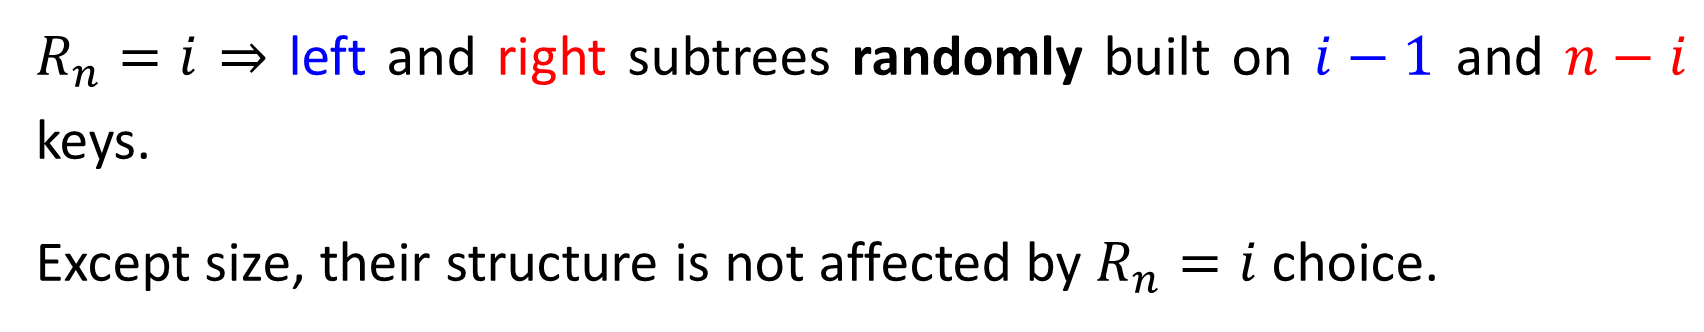 𝑅ₙ = 𝑖 ⇒ left and right subtrees randomly built on 𝑖 − 1 and 𝑛 − 𝑖
keys.
Except size, their structure is not affected by 𝑅ₙ = 𝑖 choice.